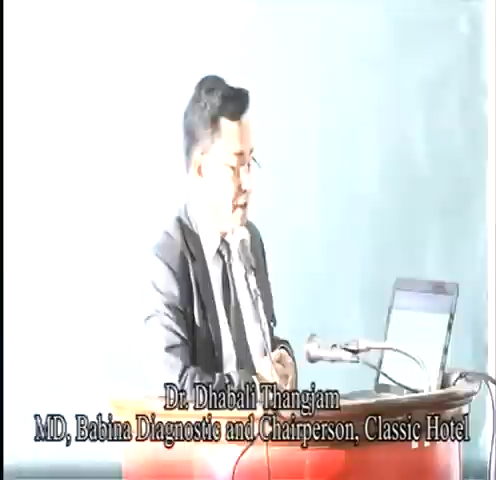 Dr. Dhabali Thangjam
MD, Babina Diagnostic and Chairperson, Classic Hotel